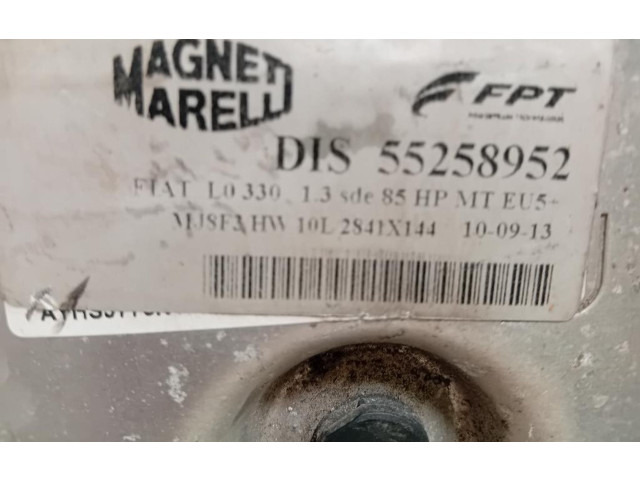 MAGNETI
MARELLI
FPT
DIS 55258952
FIAT L0 330 1.3 sde 85 HP MT EU5+
MJ8F3 HW 10L 2841X144 10-09-13